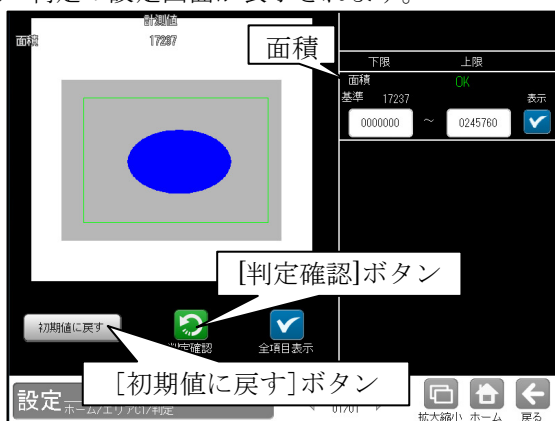 判定の設定画面が表示されます。
計測値
面積 17237
面積
下限 上限
面積 OK
基準 17237 表示
0000000 ~ 0245760
[判定確認]ボタン
初期値に戻す
判定確認
全項目表示
[初期値に戻す]ボタン
設定 ホーム/エリアC1/判定
01/01
拡大縮小 ホーム 戻る